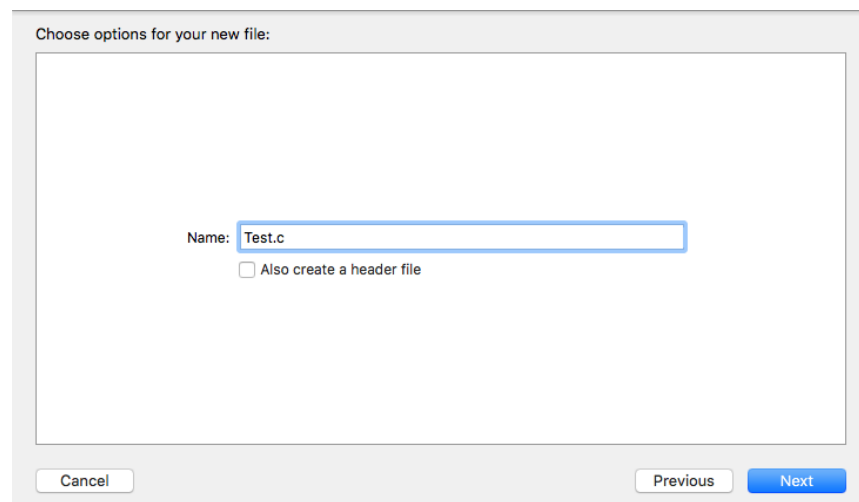 Choose options for your new file:
Name: Test.c
Also create a header file
Cancel Previous Next